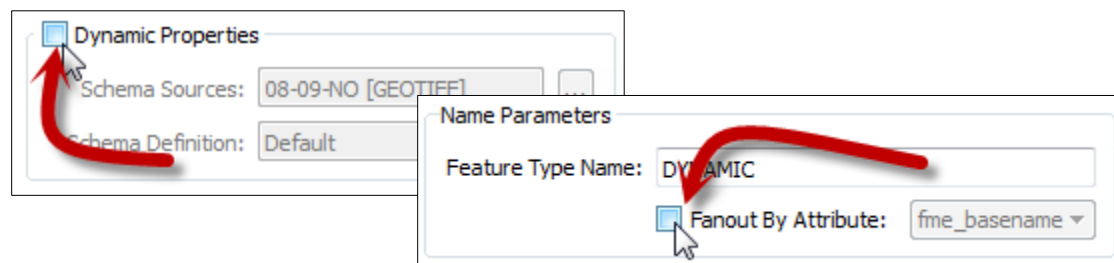 Dynamic Properties
Schema Sources: 08-09-NO [GEOTIFF] ...
Schema Definition: Default
Name Parameters
Feature Type Name: DYNAMIC
Fanout By Attribute: fme_basename